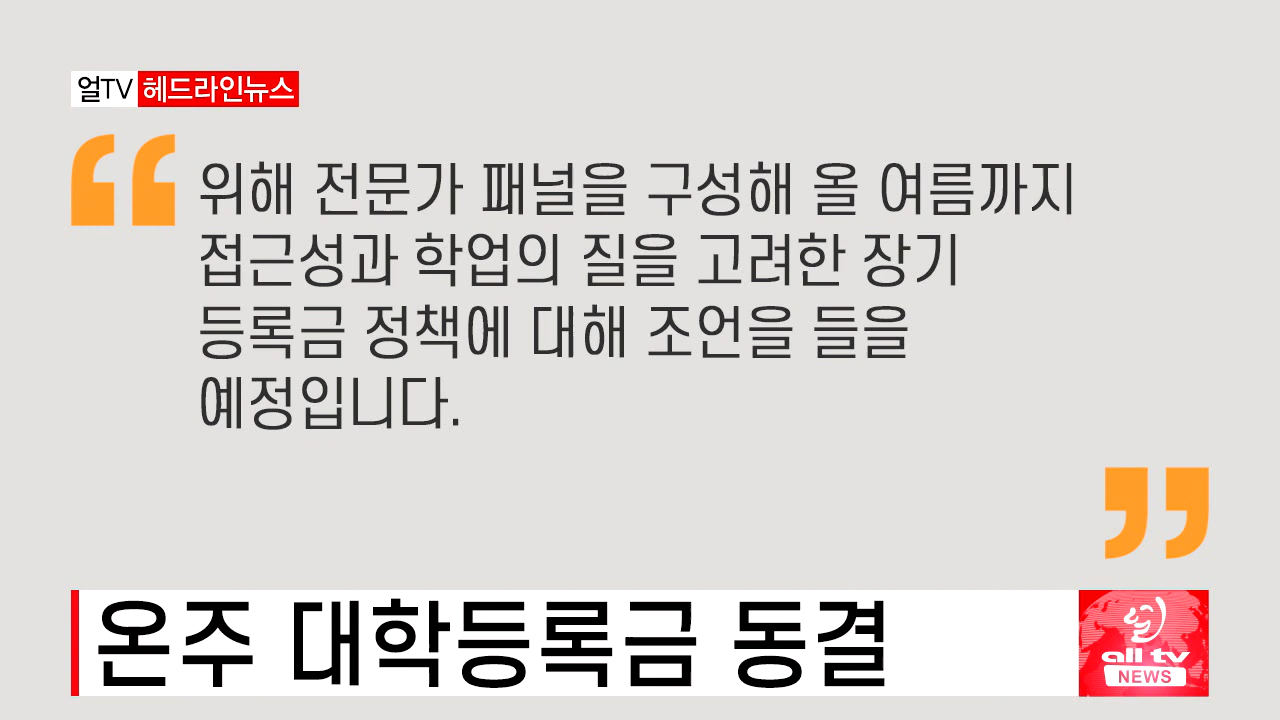 얼TV 헤드라인뉴스
위해 전문가 패널을 구성해 올 여름까지
접근성과 학업의 질을 고려한 장기
등록금 정책에 대해 조언을 들을
예정입니다.
온주 대학등록금 동결
얼
all tv
NEWS